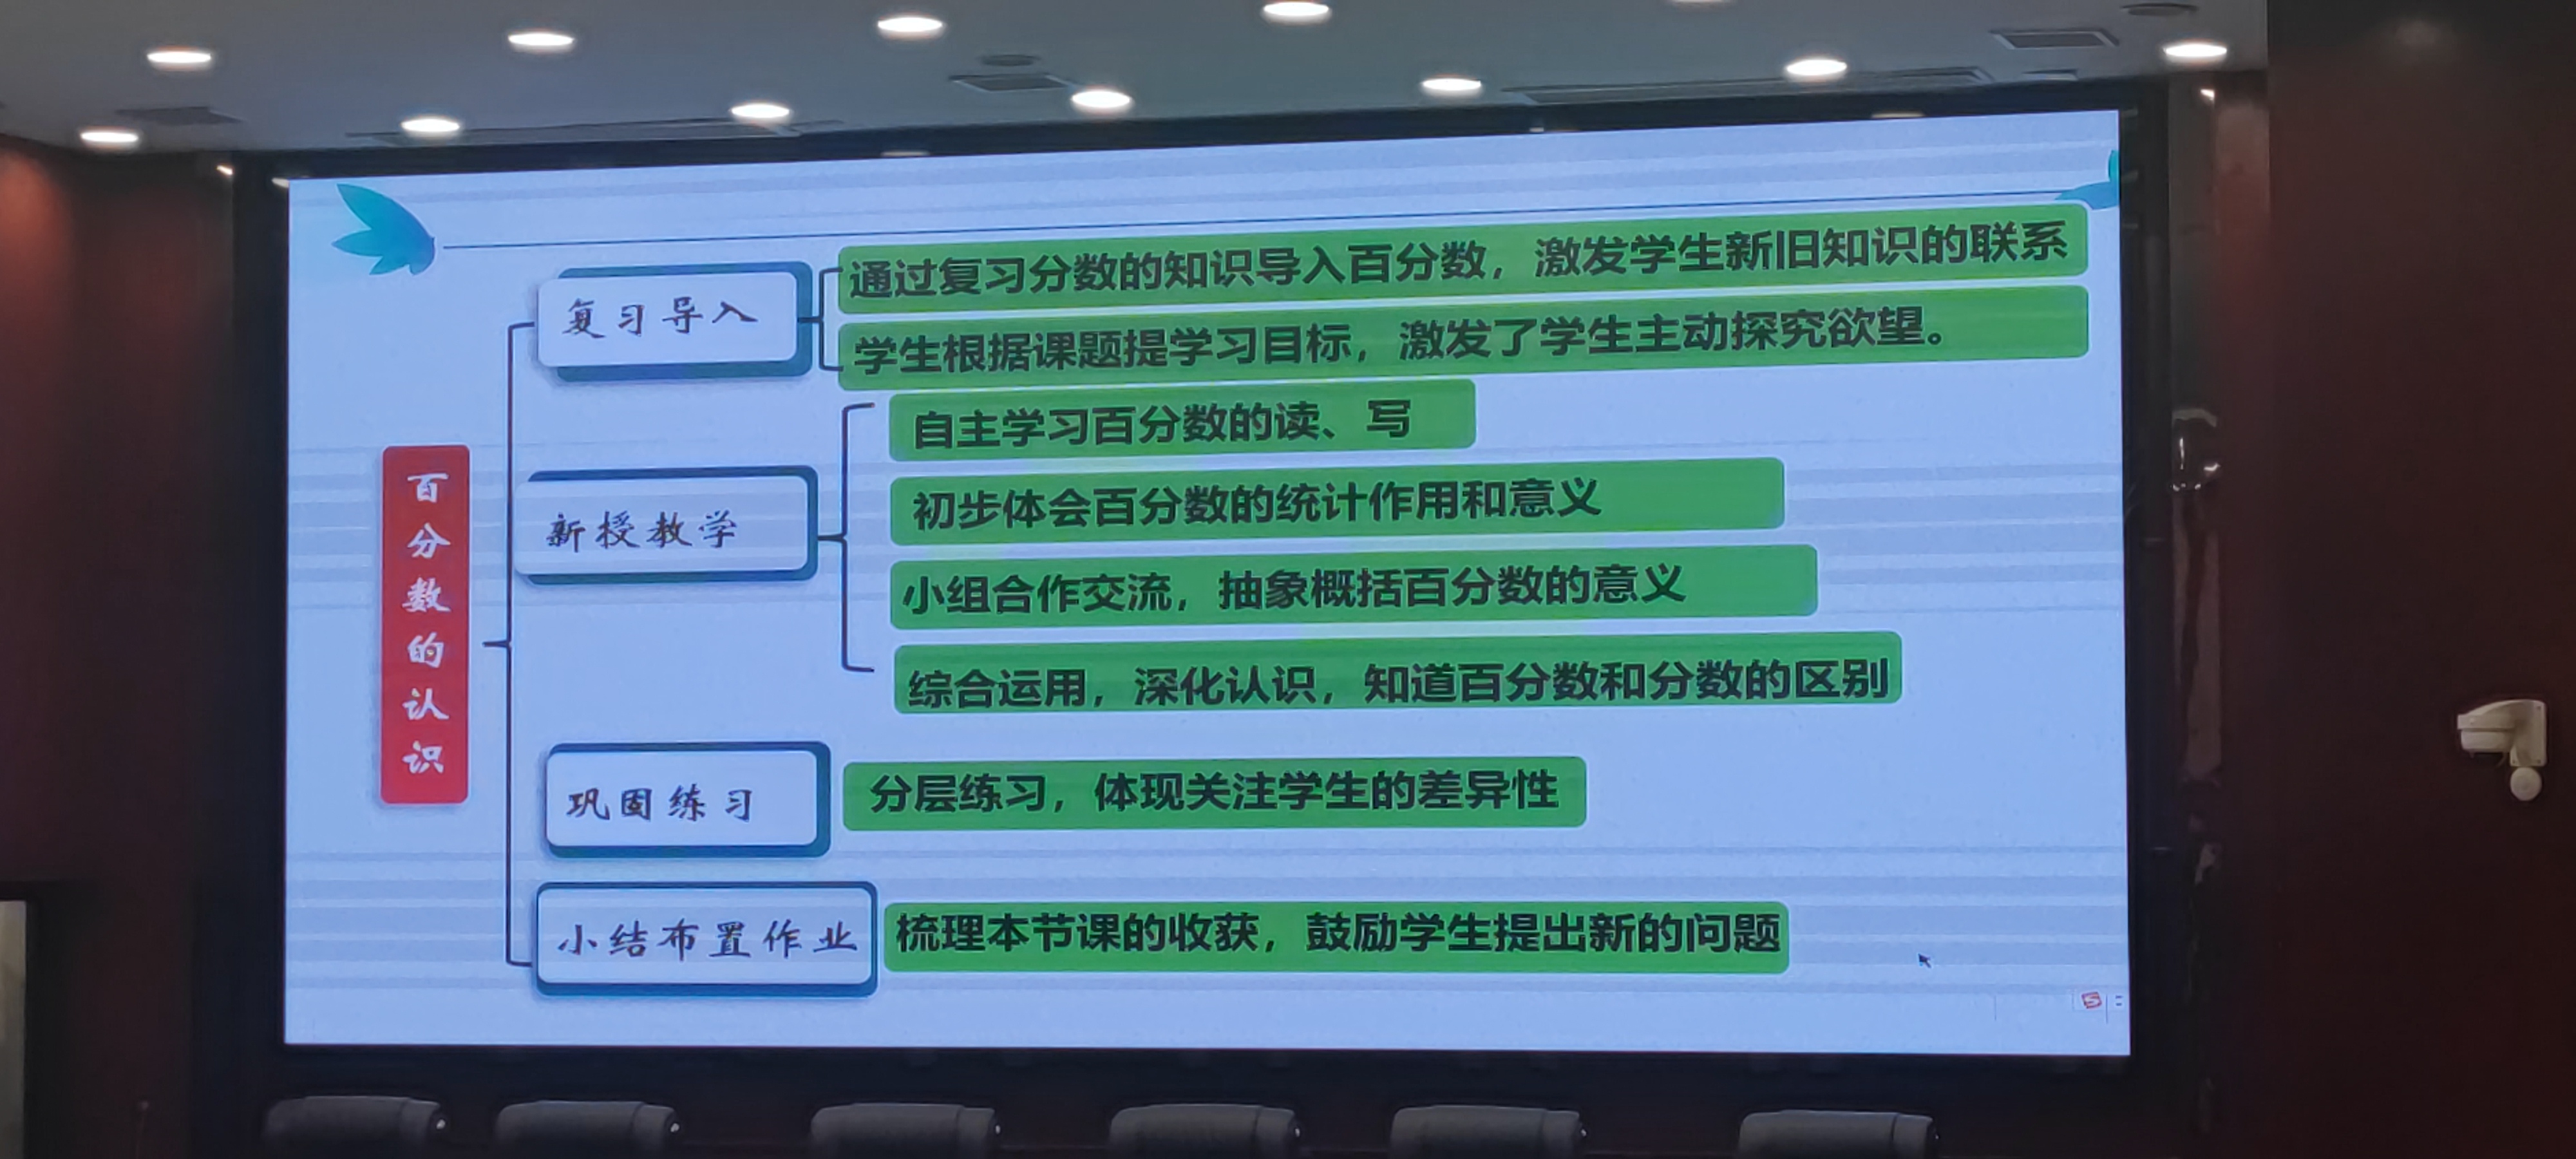 百分数的认识
复习导入
通过复习分数的知识导入百分数，激发学生新旧知识的联系
学生根据课题提学习目标，激发了学生主动探究欲望。
新授教学
自主学习百分数的读、写
初步体会百分数的统计作用和意义
小组合作交流，抽象概括百分数的意义
综合运用，深化认识，知道百分数和分数的区别
巩固练习
分层练习，体现关注学生的差异性
小结布置作业
梳理本节课的收获，鼓励学生提出新的问题